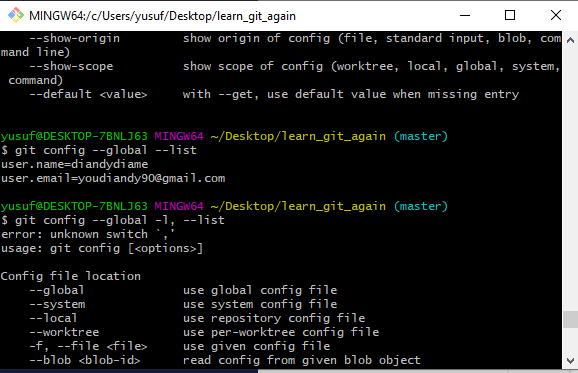 MINGW64:/c/Users/yusuf/Desktop/learn_git_again
--show-origin show origin of config (file, standard input, blob, com
mand line)
--show-scope show scope of config (worktree, local, global, system,
command)
--default <value> with --get, use default value when missing entry
yusuf@DESKTOP-7BNLJ63 MINGW64 ~/Desktop/learn_git_again (master)
$ git config --global --list
user.name=diandydiame
user.email=youdiandy90@gmail.com
yusuf@DESKTOP-7BNLJ63 MINGW64 ~/Desktop/learn_git_again (master)
$ git config --global -l, --list
error: unknown switch `,'
usage: git config [<options>]
Config file location
--global use global config file
--system use system config file
--local use repository config file
--worktree use per-worktree config file
-f, --file <file> use given config file
--blob <blob-id> read config from given blob object